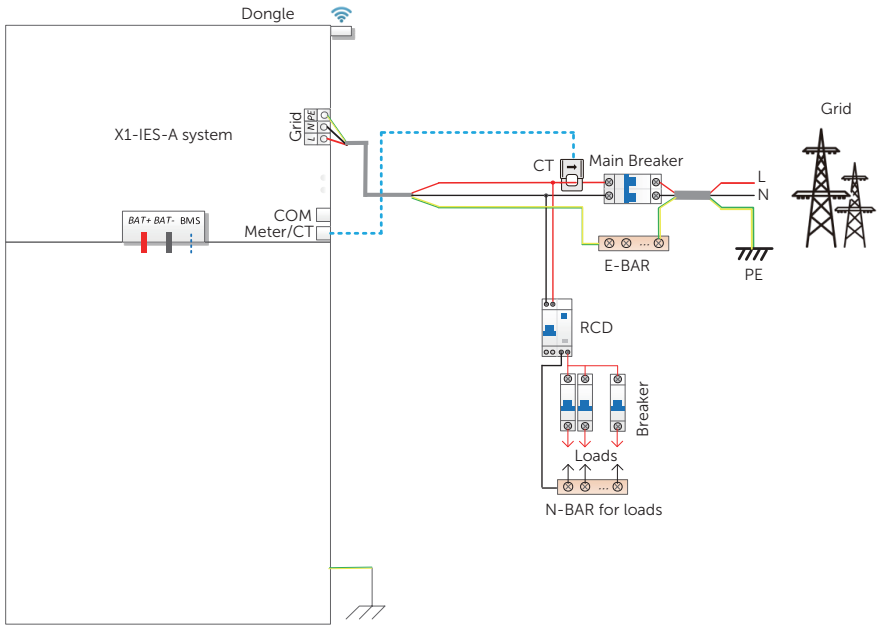 Dongle
Grid
X1-IES-A system
Grid
L N PE
CT
Main Breaker
L
N
COM
Meter/CT
BAT+ BAT- BMS
...
E-BAR
PE
RCD
Breaker
Loads
...
N-BAR for loads